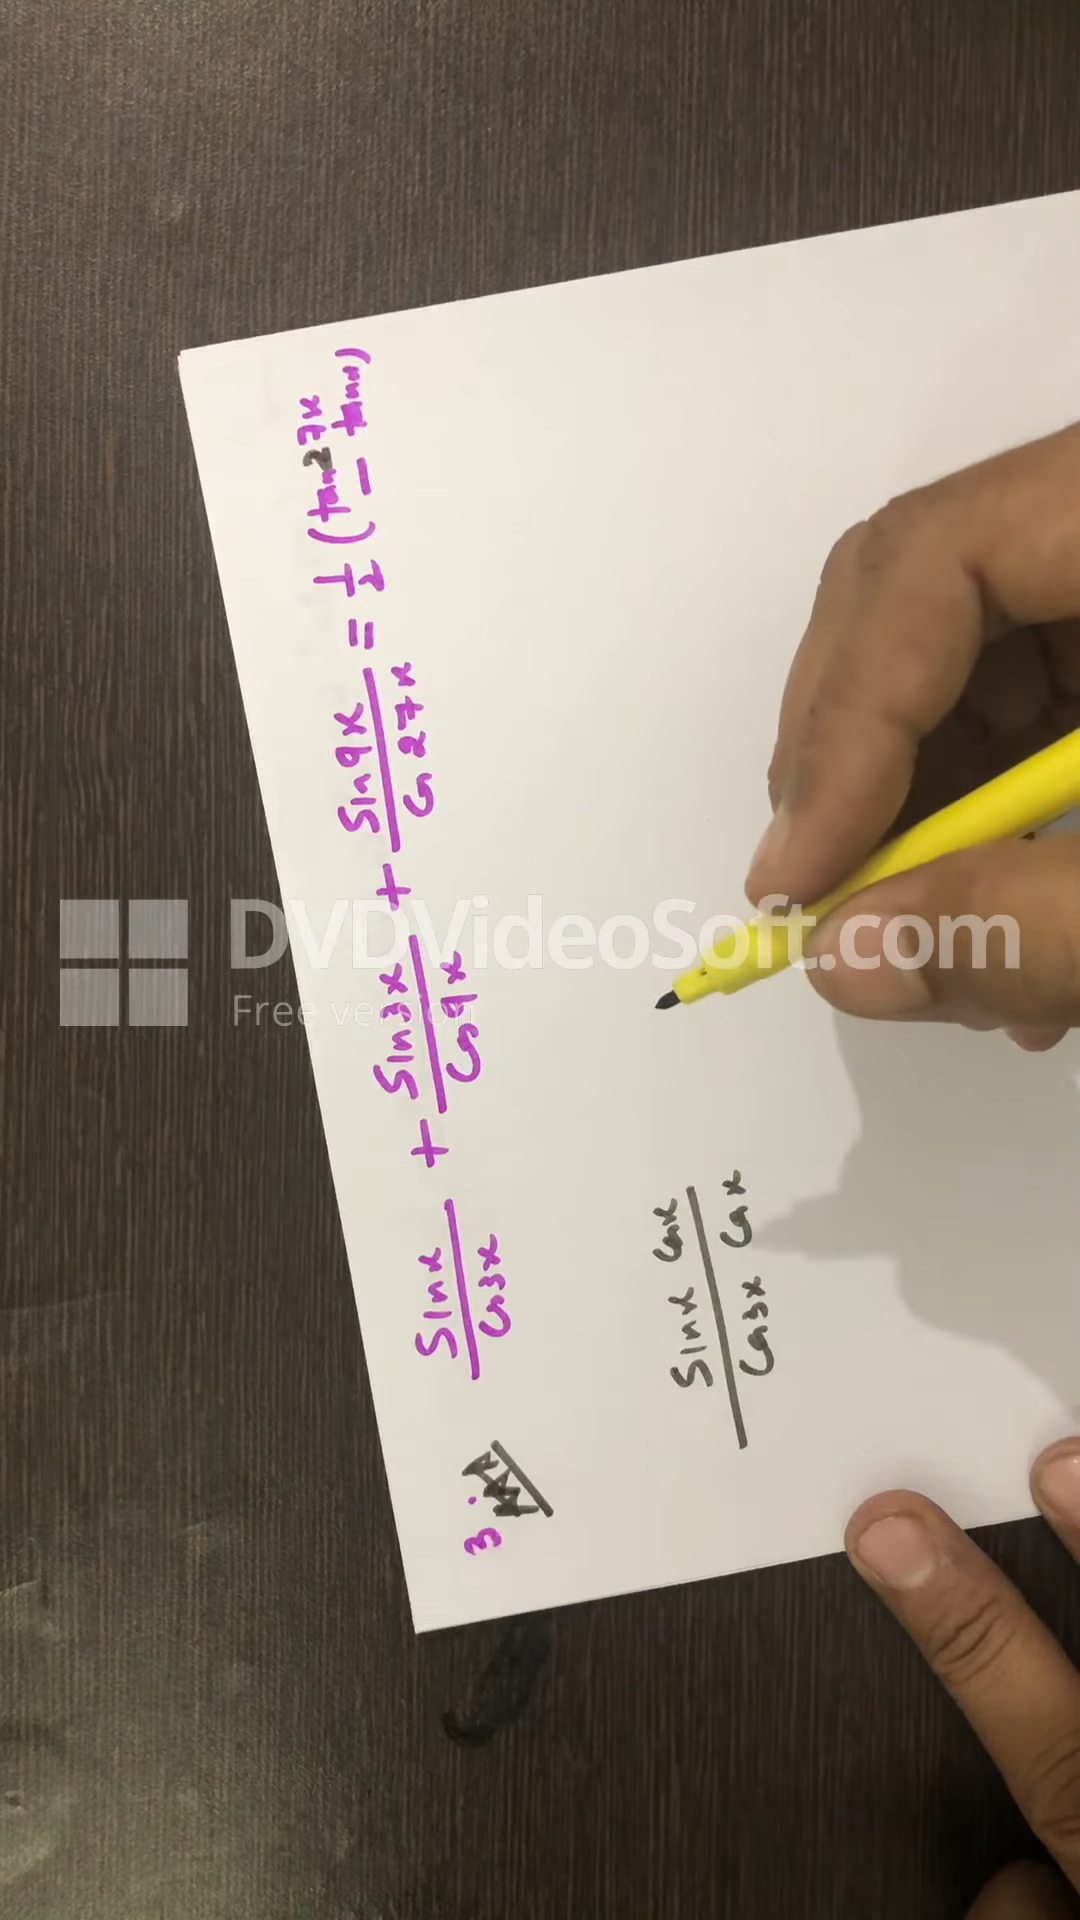 3. sinx/cos3x + sin3x/cos9x + sin9x/cos27x = 1/2 (tan27x - tanx)
sinx cosx / cos3x cosx
DVDVideoSoft.com
Free version